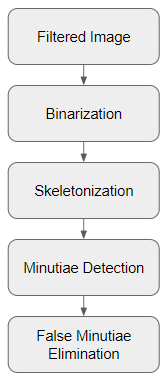 Filtered Image
Binarization
Skeletonization
Minutiae Detection
False Minutiae
Elimination